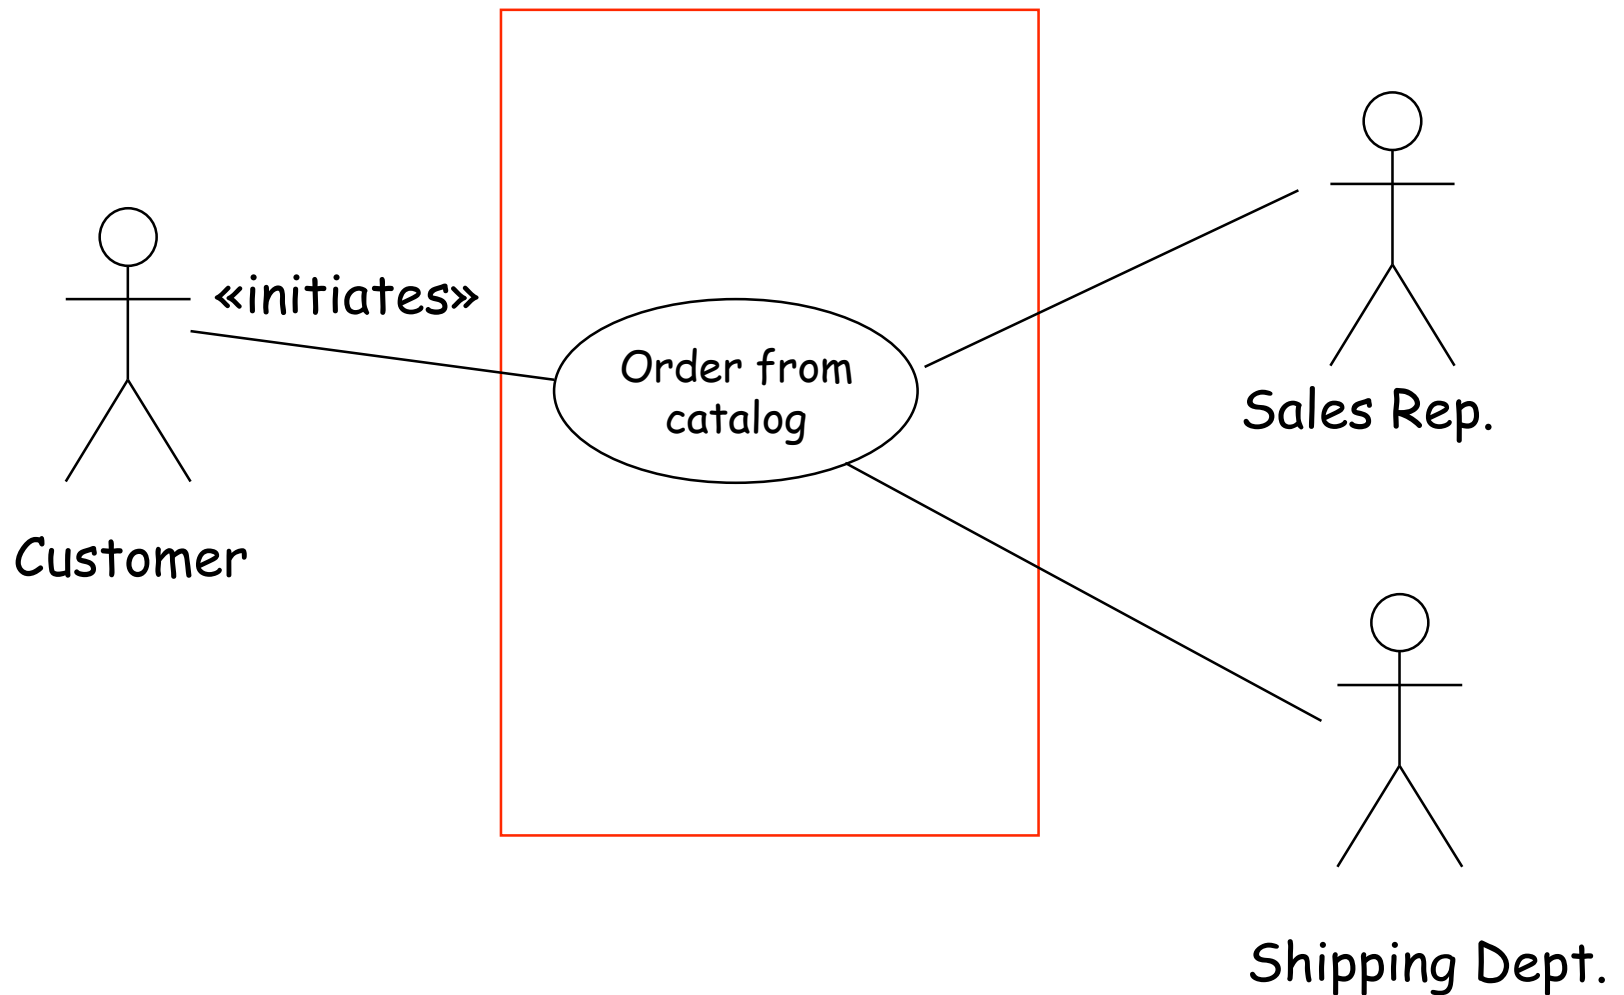 «initiates»
Order from
catalog
Sales Rep.
Customer
Shipping Dept.